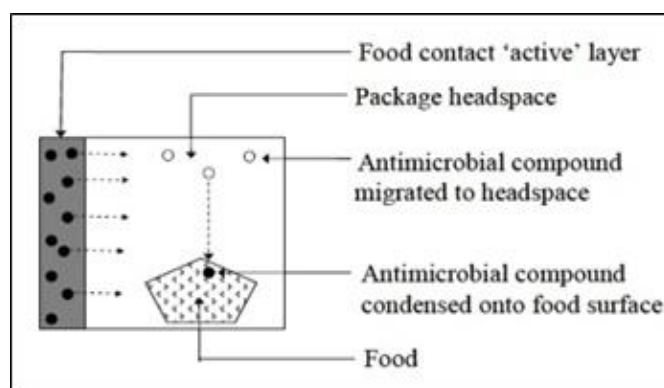 Food contact ‘active’ layer
Package headspace
Antimicrobial compound
migrated to headspace
Antimicrobial compound
condensed onto food surface
Food